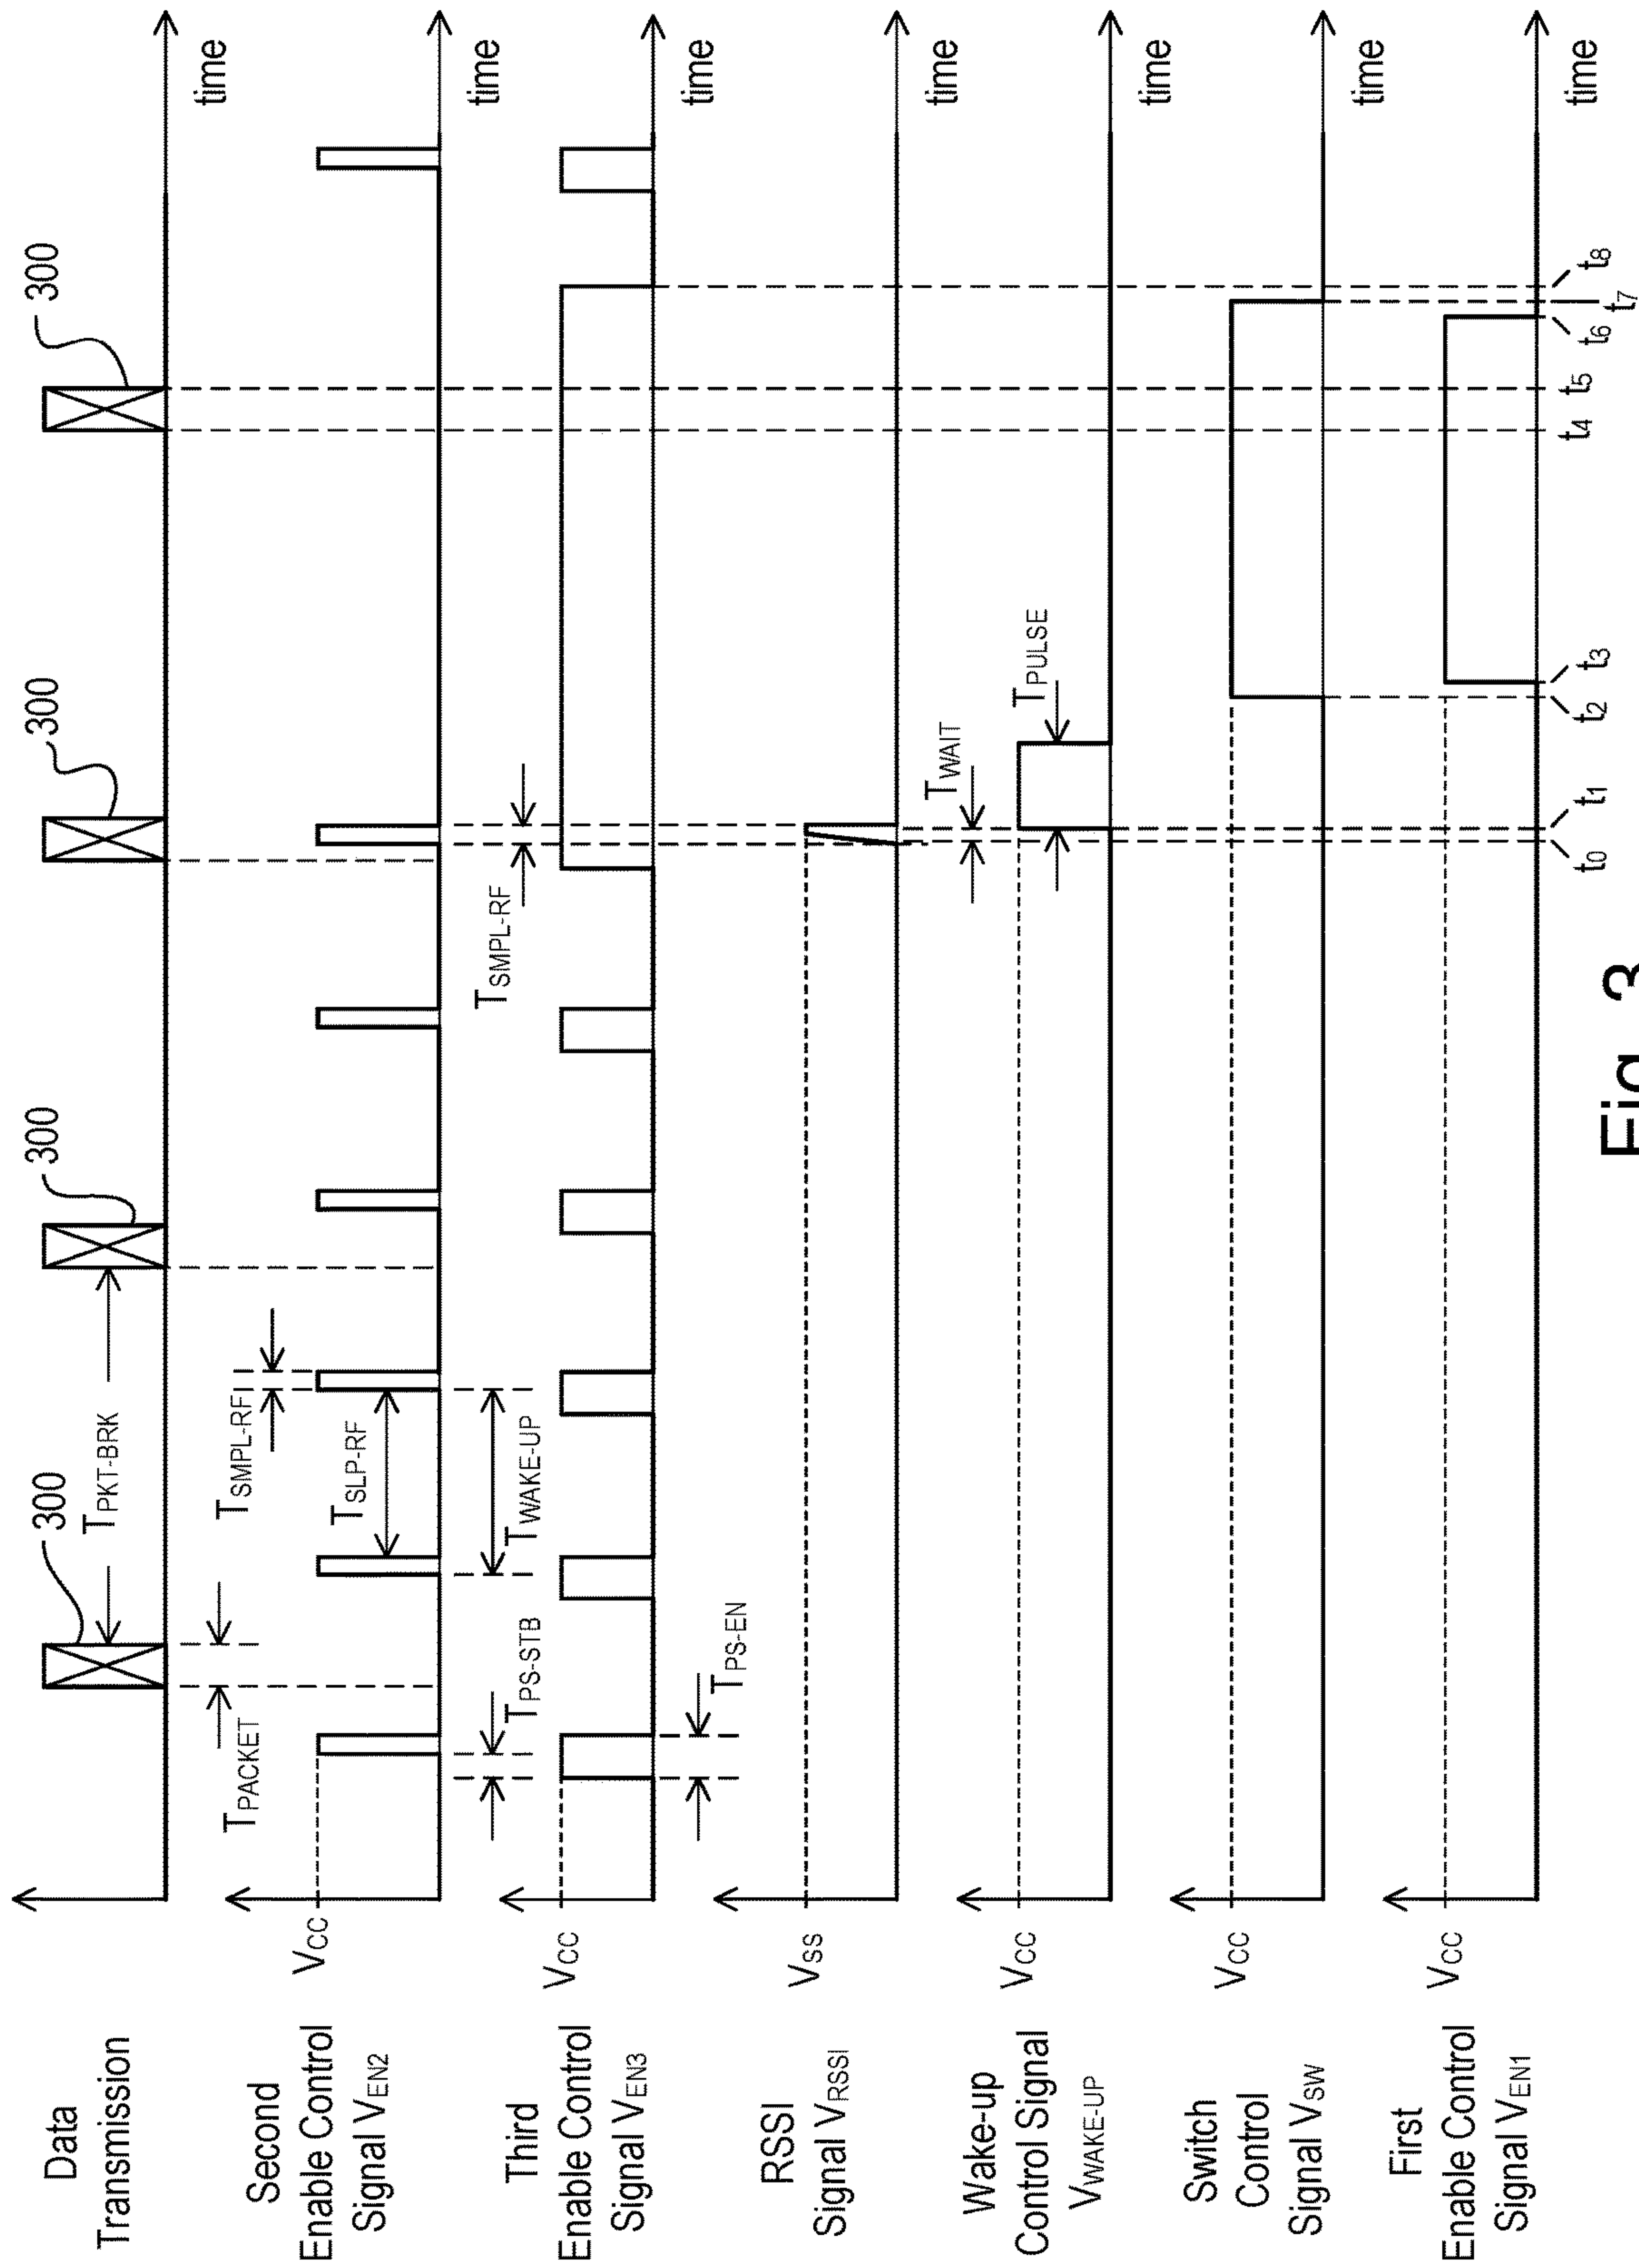 300
300
300
300
TPKT-BRK
Data
Transmission
time
TPACKET
TSMPL-RF
TSLP-RF
VCC
Second
Enable Control
Signal VEN2
time
TPS-STB
TWAKE-UP
TSMPL-RF
VCC
Third
Enable Control
Signal VEN3
time
TPS-EN
VSS
RSSI
Signal VRSSI
time
TWAIT
VCC
Wake-up
Control Signal
VWAKE-UP
TPULSE
time
VCC
Switch
Control
Signal VSW
time
VCC
First
Enable Control
Signal VEN1
time
t0 t1 t2 t3 t4 t5 t6 t7 t8
Fig. 3